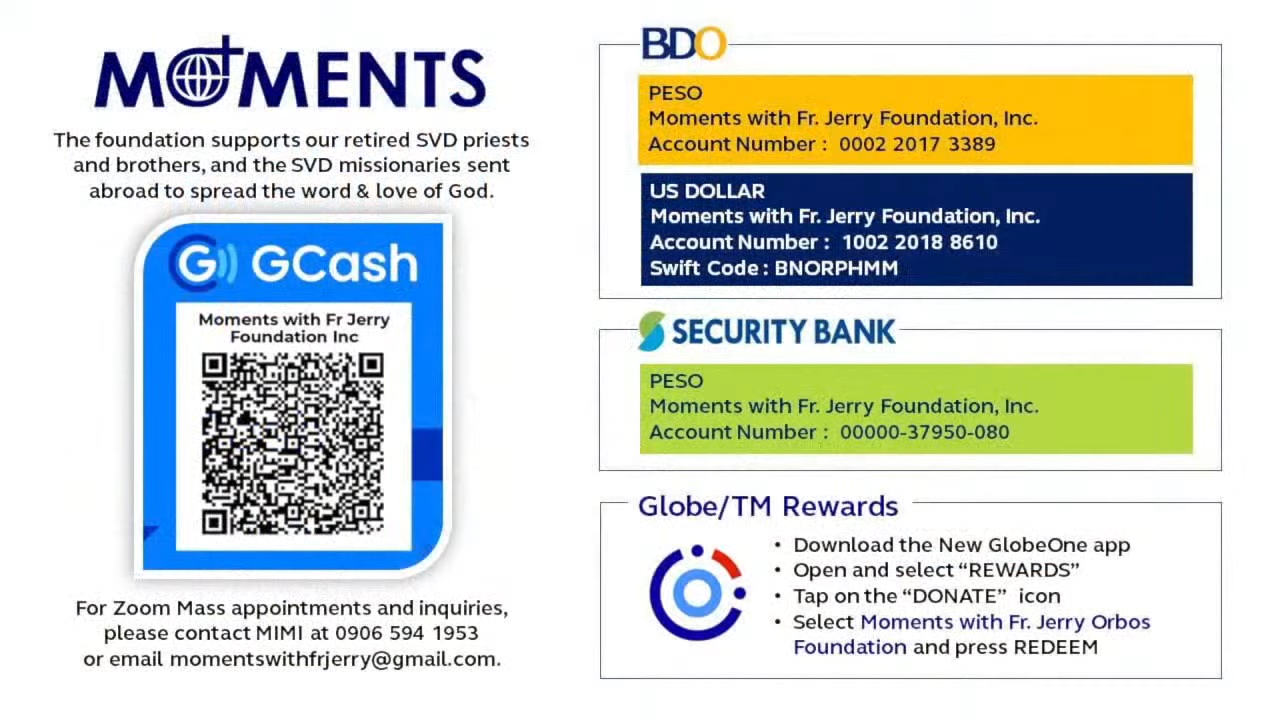 MOMENTS
The foundation supports our retired SVD priests
and brothers, and the SVD missionaries sent
abroad to spread the word & love of God.
G GCash
Moments with Fr Jerry
Foundation Inc
For Zoom Mass appointments and inquiries,
please contact MIMI at 0906 594 1953
or email momentswithfrjerry@gmail.com.
BDO
PESO
Moments with Fr. Jerry Foundation, Inc.
Account Number : 0002 2017 3389
US DOLLAR
Moments with Fr. Jerry Foundation, Inc.
Account Number : 1002 2018 8610
Swift Code : BNORPHMM
SECURITY BANK
PESO
Moments with Fr. Jerry Foundation, Inc.
Account Number : 00000-37950-080
Globe/TM Rewards
• Download the New GlobeOne app
• Open and select “REWARDS”
• Tap on the “DONATE” icon
• Select Moments with Fr. Jerry Orbos
Foundation and press REDEEM